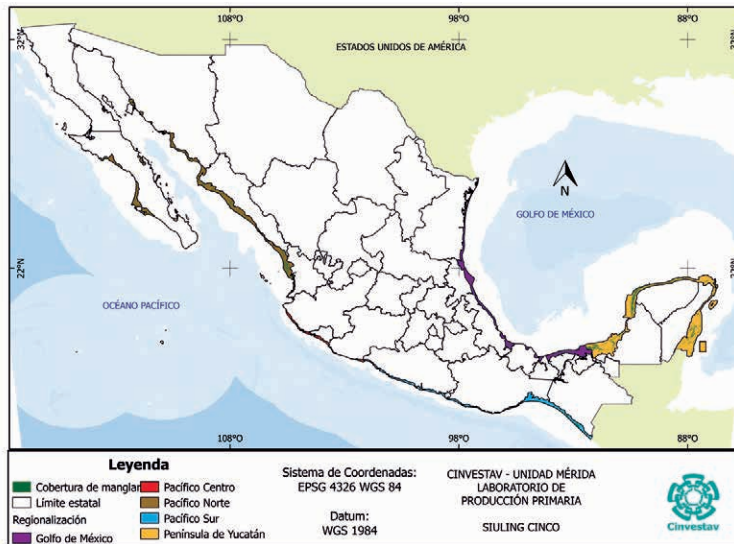 108°O
98°O
88°O
32°N
32°N
ESTADOS UNIDOS DE AMÉRICA
N
GOLFO DE MÉXICO
22°N
22°N
OCÉANO PACÍFICO
108°O
98°O
88°O
Leyenda
Cobertura de manglar
Límite estatal
Regionalización
Golfo de México
Pacífico Centro
Pacífico Norte
Pacífico Sur
Península de Yucatán
Sistema de Coordenadas:
EPSG 4326 WGS 84
Datum:
WGS 1984
CINVESTAV - UNIDAD MÉRIDA
LABORATORIO DE
PRODUCCIÓN PRIMARIA
SIULING CINCO
Cinvestav